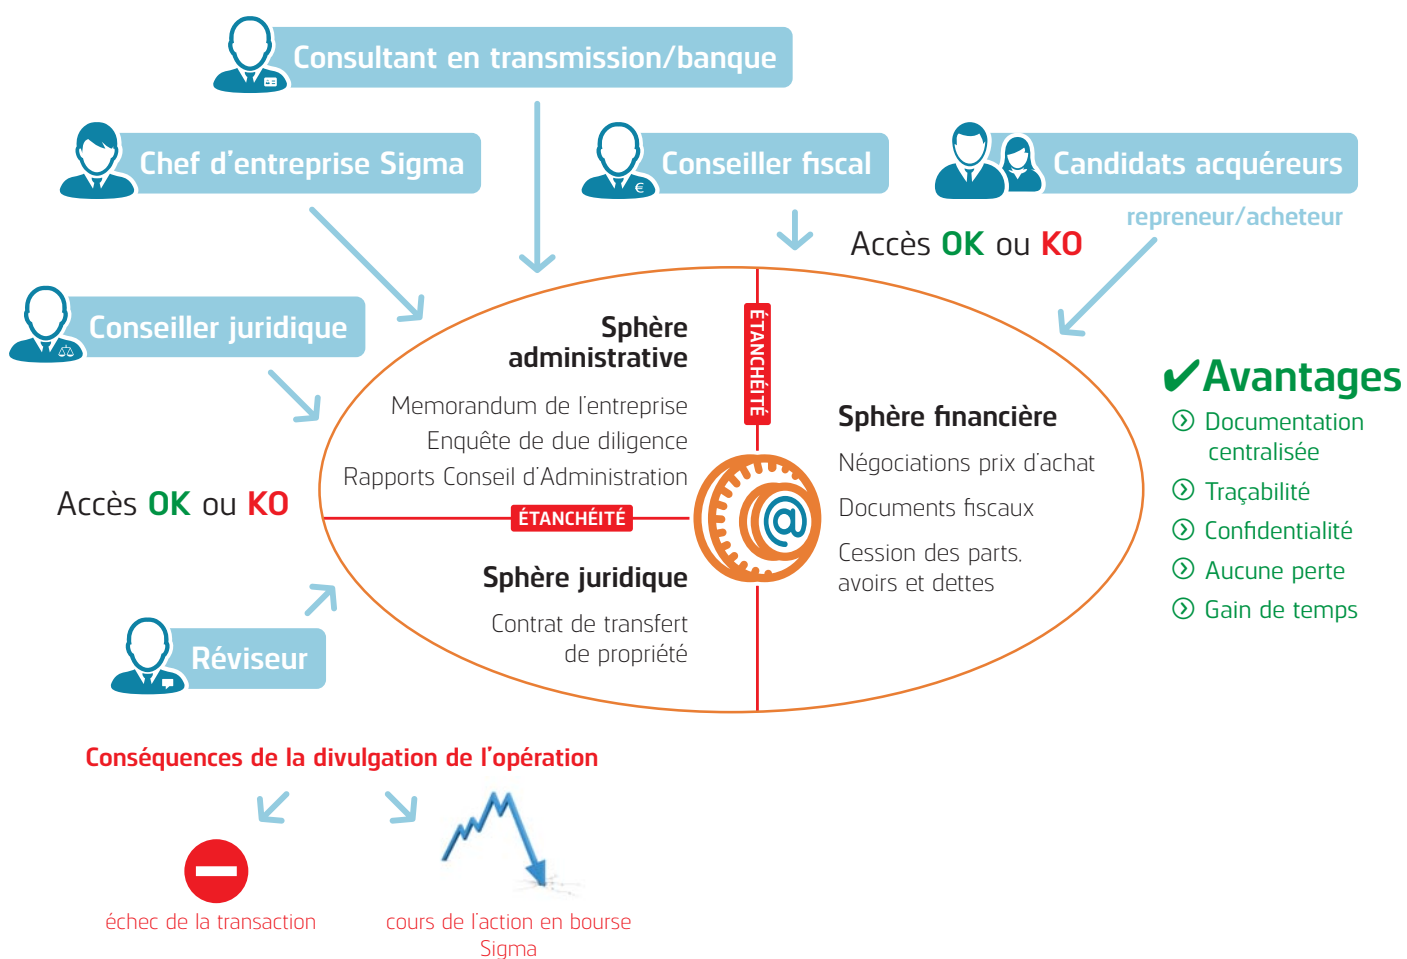 Consultant en transmission/banque
Chef d'entreprise Sigma
Conseiller fiscal
€
Candidats acquéreurs
repreneur/acheteur
Accès OK ou KO
Conseiller juridique
Sphère
administrative
Memorandum de l'entreprise
Enquête de due diligence
Rapports Conseil d'Administration
ÉTANCHÉITÉ
Sphère financière
Négociations prix d'achat
Documents fiscaux
Cession des parts,
avoirs et dettes
@
✔Avantages
Documentation
centralisée
Traçabilité
Confidentialité
Aucune perte
Gain de temps
Accès OK ou KO
ÉTANCHÉITÉ
Sphère juridique
Contrat de transfert
de propriété
Réviseur
Conséquences de la divulgation de l'opération
échec de la transaction
cours de l'action en bourse
Sigma